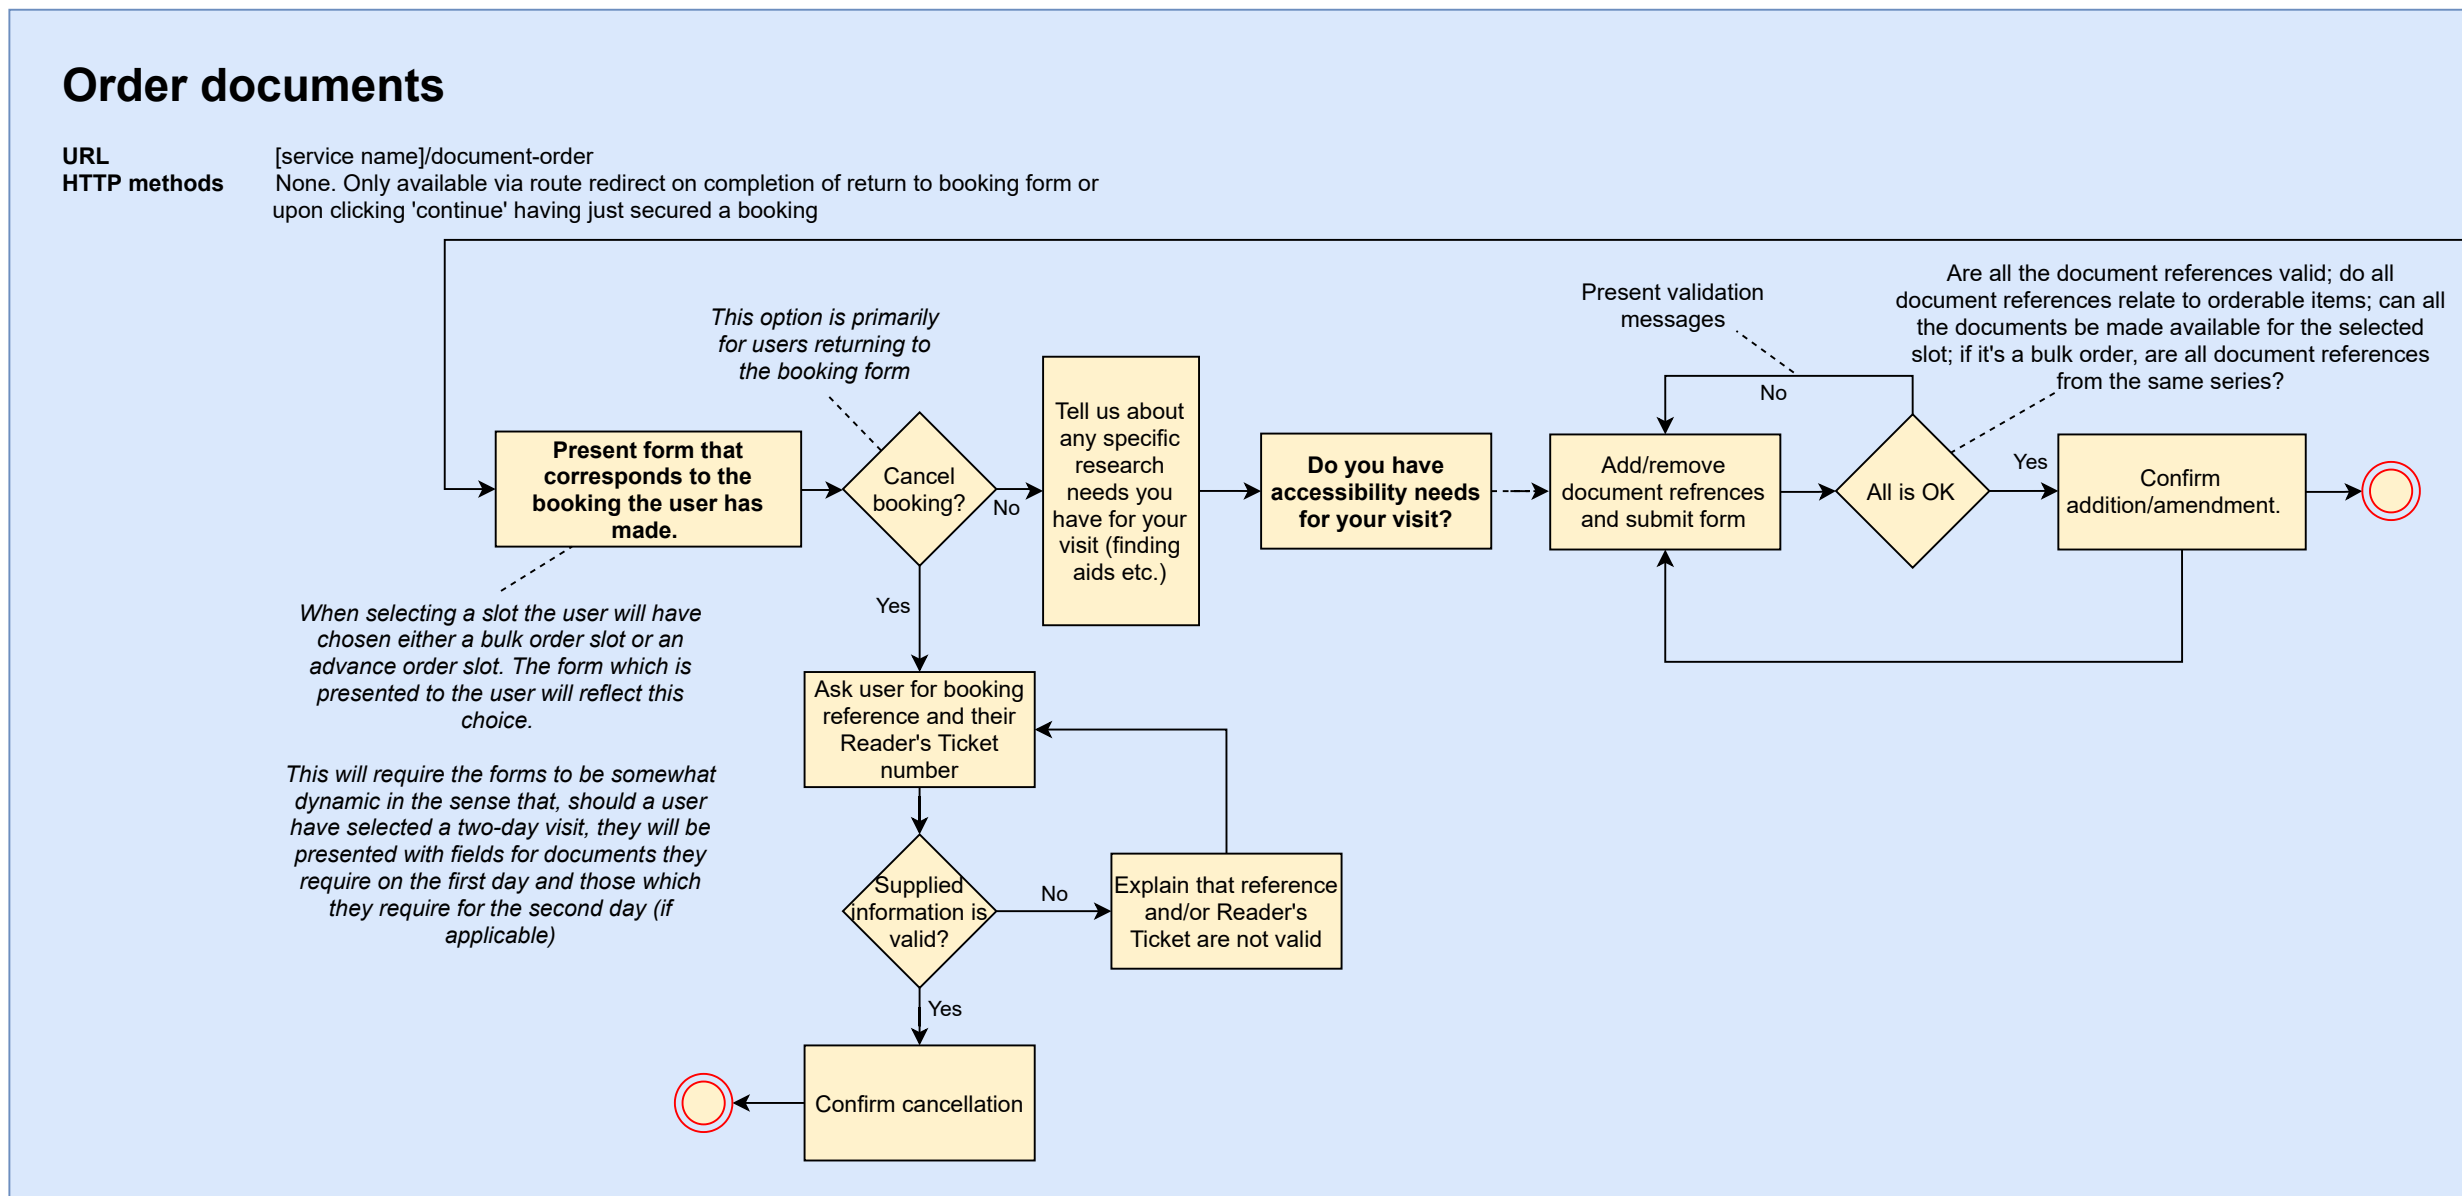 Order documents
URL [service name]/document-order
HTTP methods None. Only available via route redirect on completion of return to booking form or
upon clicking 'continue' having just secured a booking
This option is primarily
for users returning to
the booking form
Present validation
messages
Are all the document references valid; do all
document references relate to orderable items; can all
the documents be made available for the selected
slot; if it's a bulk order, are all document references
from the same series?
Present form that
corresponds to the
booking the user has
made.
Cancel
booking?
No
Tell us about
any specific
research
needs you
have for your
visit (finding
aids etc.)
Do you have
accessibility needs
for your visit?
Add/remove
document refrences
and submit form
No
All is OK
Yes
Confirm
addition/amendment.
When selecting a slot the user will have
chosen either a bulk order slot or an
advance order slot. The form which is
presented to the user will reflect this
choice.
This will require the forms to be somewhat
dynamic in the sense that, should a user
have selected a two-day visit, they will be
presented with fields for documents they
require on the first day and those which
they require for the second day (if
applicable)
Yes
Ask user for booking
reference and their
Reader's Ticket
number
Supplied
information is
valid?
No
Explain that reference
and/or Reader's
Ticket are not valid
Yes
Confirm cancellation